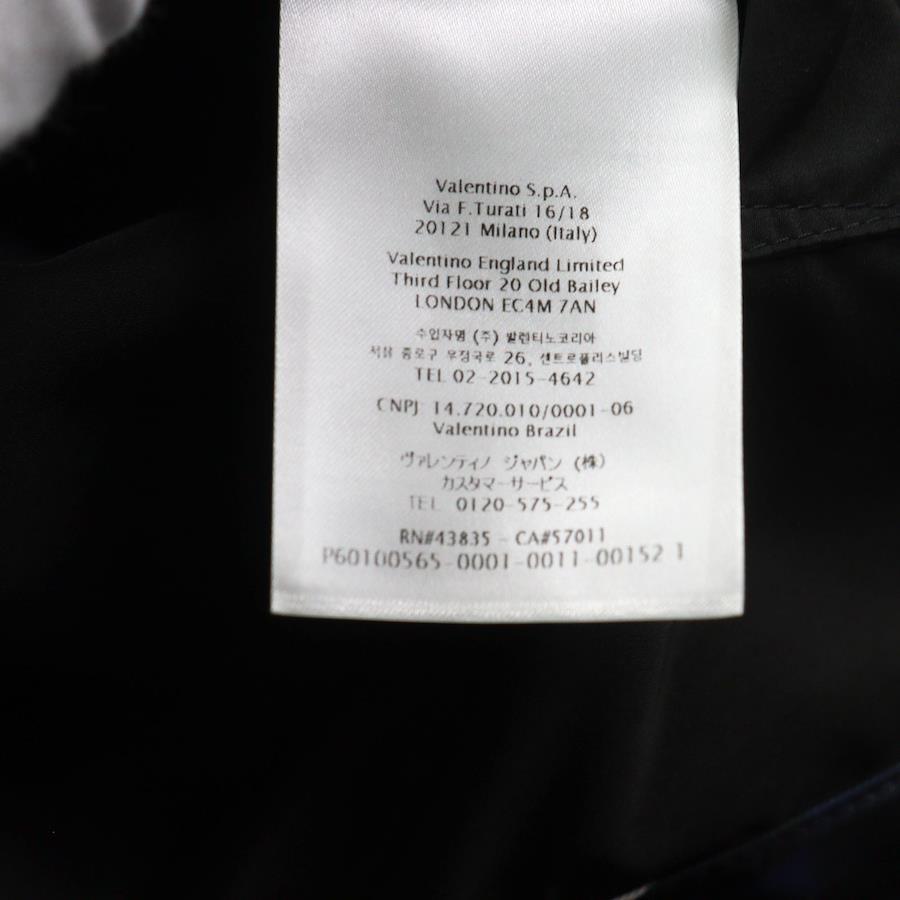 Valentino S.p.A.
Via F.Turati 16/18
20121 Milano (Italy)
Valentino England Limited
Third Floor 20 Old Bailey
LONDON EC4M 7AN
수입자명 (주) 발렌티노코리아
서울 종로구 우정국로 26, 센트로폴리스빌딩
TEL 02-2015-4642
CNPJ 14.720.010/0001-06
Valentino Brazil
ヴァレンティノ ジャパン (株)
カスタマーサービス
TEL 0120-575-255
RN#43835 - CA#57011
P60100565-0001-0011-00152 1